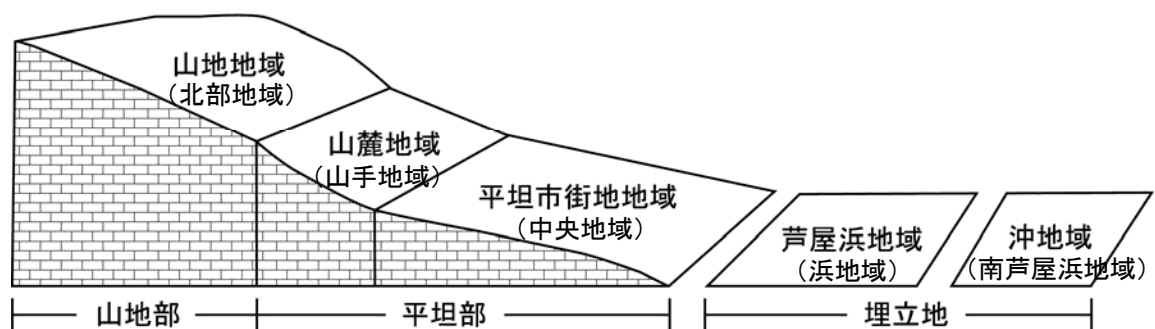 山地地域
（北部地域）
山麓地域
（山手地域）
平坦市街地地域
（中央地域）
芦屋浜地域
（浜地域）
沖地域
（南芦屋浜地域）
山地部
平坦部
埋立地